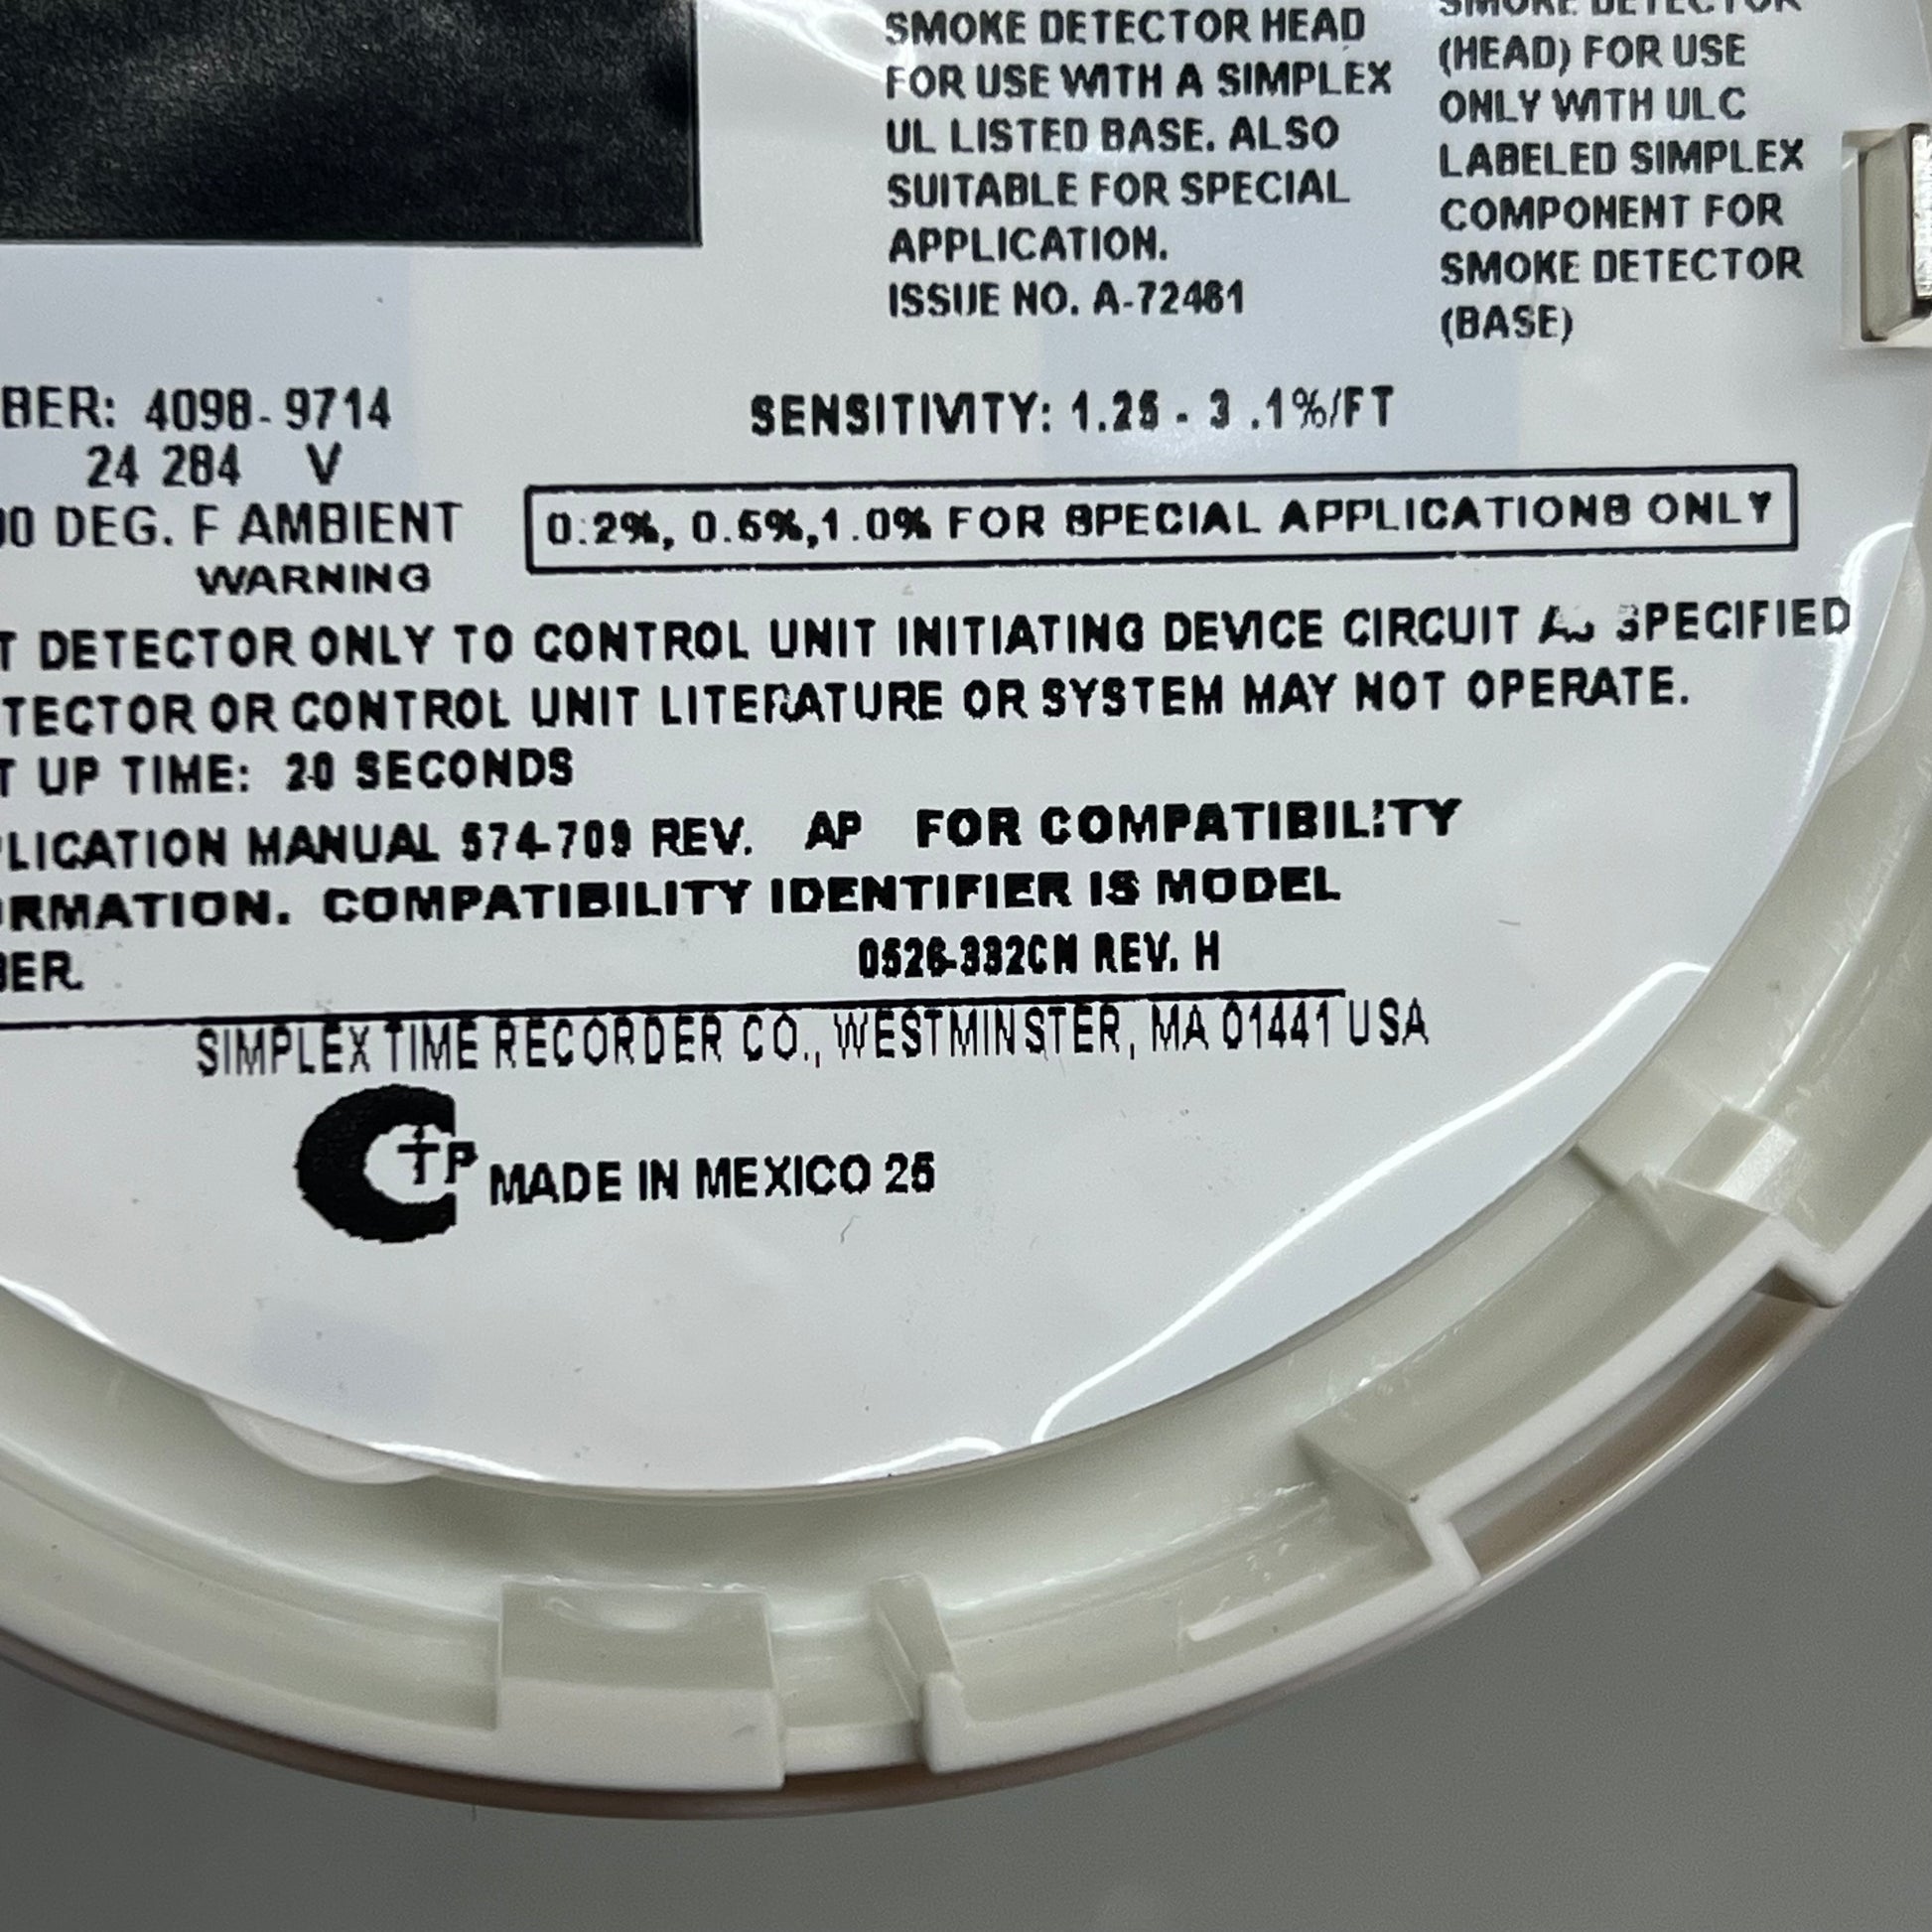 SMOKE DETECTOR HEAD
FOR USE WITH A SIMPLEX
UL LISTED BASE. ALSO
SUITABLE FOR SPECIAL
APPLICATION.
ISSUE NO. A-72461
SMOKE DETECTOR
(HEAD) FOR USE
ONLY WITH ULC
LABELED SIMPLEX
COMPONENT FOR
SMOKE DETECTOR
(BASE)
BER: 4098-9714
24 284 V
SENSITIVITY: 1.25 - 3 .1%/FT
00 DEG. F AMBIENT
0.2%, 0.5%,1.0% FOR SPECIAL APPLICATIONS ONLY
WARNING
T DETECTOR ONLY TO CONTROL UNIT INITIATING DEVICE CIRCUIT AS SPECIFIED
TECTOR OR CONTROL UNIT LITERATURE OR SYSTEM MAY NOT OPERATE.
T UP TIME: 20 SECONDS
PLICATION MANUAL 574-709 REV. AP FOR COMPATIBILITY
ORMATION. COMPATIBILITY IDENTIFIER IS MODEL
BER.
0526-332CN REV. H
SIMPLEX TIME RECORDER CO., WESTMINSTER, MA 01441 USA
CTP MADE IN MEXICO 25